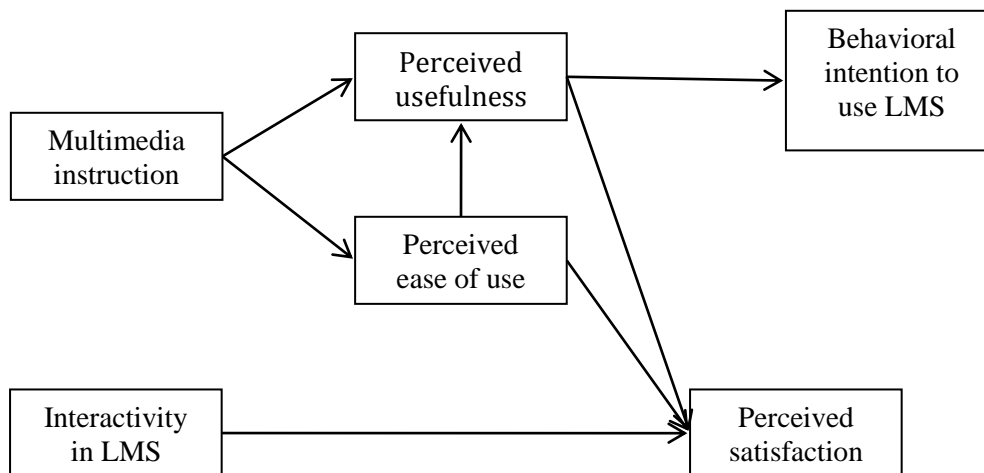 Behavioral
intention to
use LMS
Perceived
usefulness
Multimedia
instruction
Perceived
ease of use
Interactivity
in LMS
Perceived
satisfaction